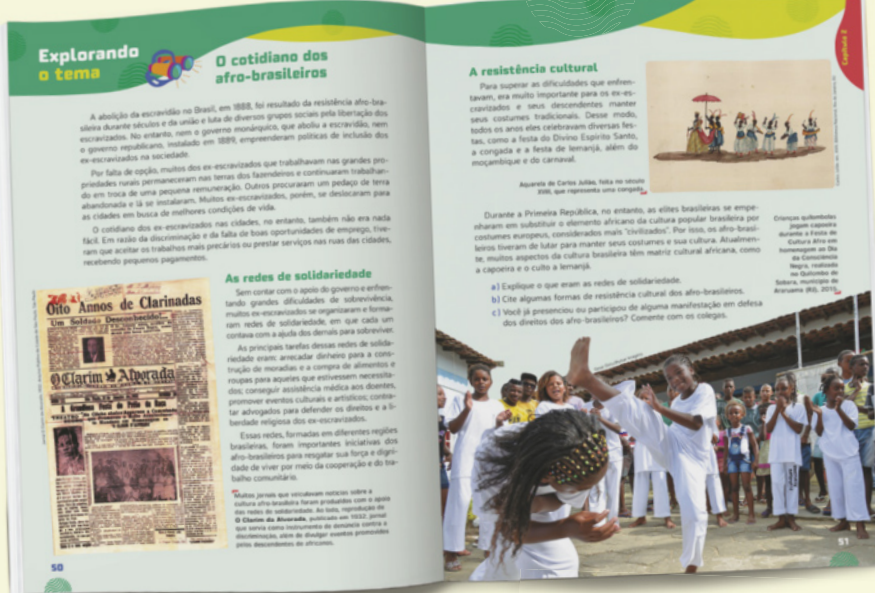 Explorando
o tema
O cotidiano dos
afro-brasileiros
A abolição da escravidão no Brasil, em 1888, foi resultado da resistência afro-bra-
sileira durante séculos e da união e luta de diversos grupos sociais pela libertação dos
escravizados. No entanto, nem o governo monárquico, que aboliu a escravidão, nem
o governo republicano, instalado em 1889, empreenderam políticas de inclusão dos
ex-escravizados na sociedade.
Por falta de opção, muitos dos ex-escravizados que trabalhavam nas grandes pro-
priedades rurais permaneceram nas terras dos fazendeiros e continuaram trabalhan-
do em troca de uma pequena remuneração. Outros procuraram um pedaço de terra
abandonada e lá se instalaram. Muitos ex-escravizados, porém, se deslocaram para
as cidades em busca de melhores condições de vida.
O cotidiano dos ex-escravizados nas cidades, no entanto, também não era nada
fácil. Em razão da discriminação e da falta de boas oportunidades de emprego, tive-
ram que aceitar os trabalhos mais precários ou prestar serviços nas ruas das cidades,
recebendo pequenos pagamentos.
Oito Annos de Clarinadas
Um Soldado Desconhecido...
O Clarim da Alvorada
As redes de solidariedade
Sem contar com o apoio do governo e enfren-
tando grandes dificuldades de sobrevivência,
muitos ex-escravizados se organizaram e forma-
ram redes de solidariedade, em que cada um
contava com a ajuda dos demais para sobreviver.
As principais tarefas dessas redes de solida-
riedade eram: arrecadar dinheiro para a cons-
trução de moradias e a compra de alimentos e
roupas para aqueles que estivessem necessita-
dos; conseguir assistência médica aos doentes,
promover eventos culturais e artísticos; contra-
tar advogados para defender os direitos e a li-
berdade religiosa dos ex-escravizados.
Essas redes, formadas em diferentes regiões
brasileiras, foram importantes iniciativas dos
afro-brasileiros para resgatar sua força e digni-
dade de viver por meio da cooperação e do tra-
balho comunitário.
Muitos jornais que veiculavam notícias sobre a
cultura afro-brasileira foram produzidos com o apoio
das redes de solidariedade. Ao lado, reprodução de
O Clarim da Alvorada, publicado em 1932, jornal
que servia como instrumento de denúncia contra a
discriminação, além de divulgar eventos promovidos
pelos descendentes de africanos.
50
Capítulo 2
A resistência cultural
Para superar as dificuldades que enfren-
tavam, era muito importante para os ex-es-
cravizados e seus descendentes manter
seus costumes tradicionais. Desse modo,
todos os anos eles celebravam diversas fes-
tas, como a festa do Divino Espírito Santo,
a congada e a festa de Iemanjá, além do
moçambique e do carnaval.
Aquarela de Carlos Julião, feita no século
XVIII, que representa uma congada.
Durante a Primeira República, no entanto, as elites brasileiras se empe-
nharam em substituir o elemento africano da cultura popular brasileira por
costumes europeus, considerados mais "civilizados". Por isso, os afro-brasi-
leiros tiveram de lutar para manter seus costumes e sua cultura. Atualmen-
te, muitos aspectos da cultura brasileira têm matriz cultural africana, como
a capoeira e o culto a Iemanjá.
a) Explique o que eram as redes de solidariedade.
b) Cite algumas formas de resistência cultural dos afro-brasileiros.
c) Você já presenciou ou participou de alguma manifestação em defesa
dos direitos dos afro-brasileiros? Comente com os colegas.
Crianças quilombolas
jogam capoeira
durante a Festa de
Cultura Afro em
homenagem ao Dia
da Consciência
Negra, realizada
no Quilombo de
Sobara, município de
Araruama (RJ), 2015.
51